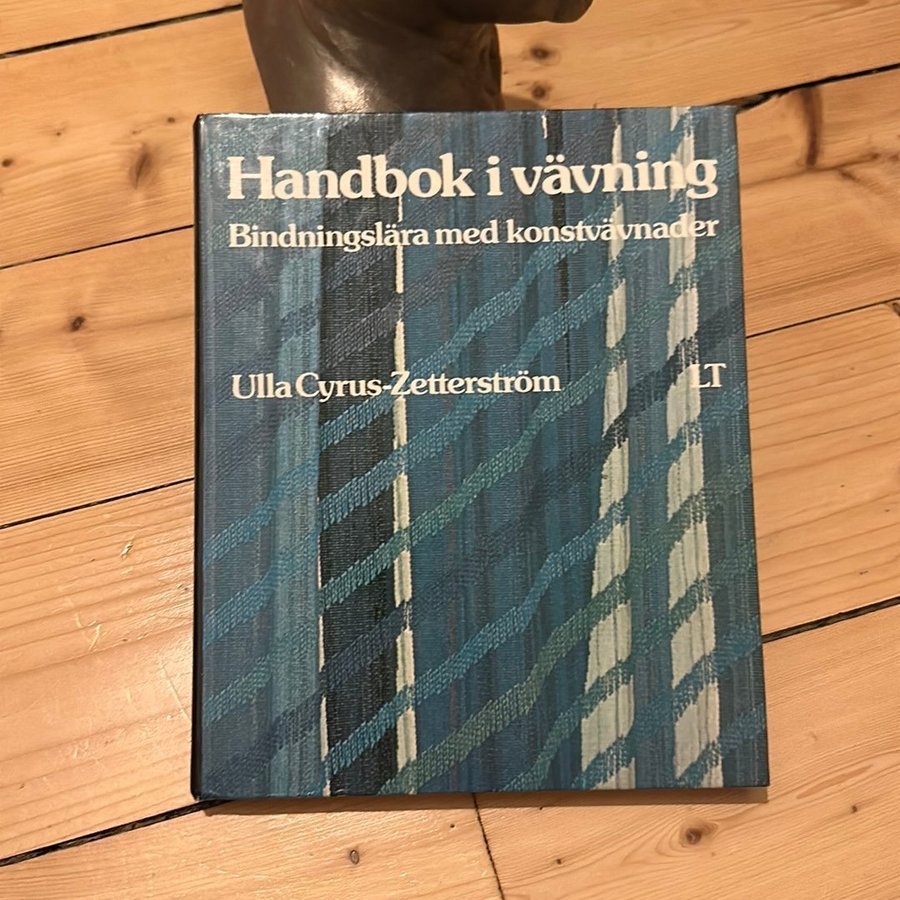 Handbok i vävning
Bindningslära med konstvävnader
Ulla Cyrus-Zetterström LT